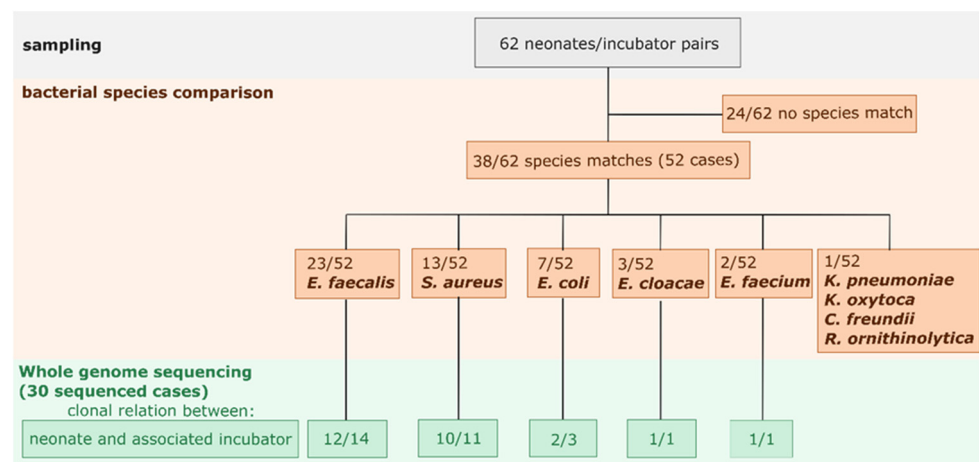 sampling
62 neonates/incubator pairs
bacterial species comparison
24/62 no species match
38/62 species matches (52 cases)
23/52
E. faecalis
13/52
S. aureus
7/52
E. coli
3/52
E. cloacae
2/52
E. faecium
1/52
K. pneumoniae
K. oxytoca
C. freundii
R. ornithinolytica
Whole genome sequencing
(30 sequenced cases)
clonal relation between:
neonate and associated incubator
12/14
10/11
2/3
1/1
1/1